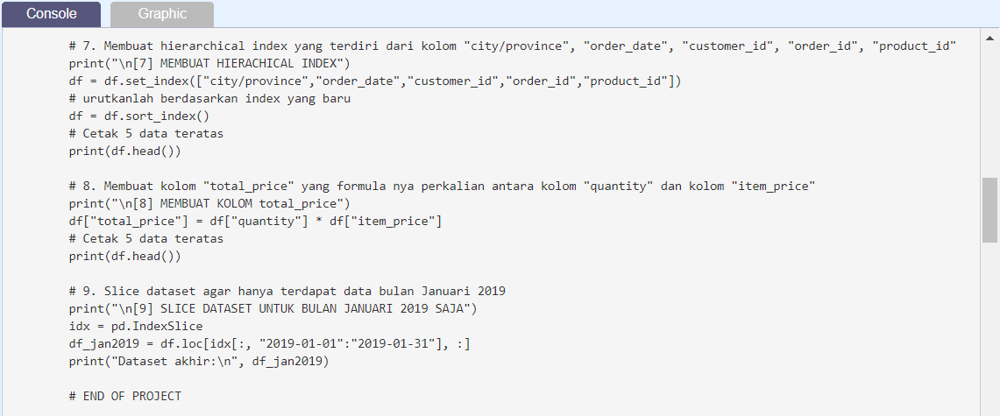 Console
Graphic
# 7. Membuat hierarchical index yang terdiri dari kolom "city/province", "order_date", "customer_id", "order_id", "product_id"
print("\n[7] MEMBUAT HIERACHICAL INDEX")
df = df.set_index(["city/province","order_date","customer_id","order_id","product_id"])
# urutkanlah berdasarkan index yang baru
df = df.sort_index()
# Cetak 5 data teratas
print(df.head())
# 8. Membuat kolom "total_price" yang formula nya perkalian antara kolom "quantity" dan kolom "item_price"
print("\n[8] MEMBUAT KOLOM total_price")
df["total_price"] = df["quantity"] * df["item_price"]
# Cetak 5 data teratas
print(df.head())
# 9. Slice dataset agar hanya terdapat data bulan Januari 2019
print("\n[9] SLICE DATASET UNTUK BULAN JANUARI 2019 SAJA")
idx = pd.IndexSlice
df_jan2019 = df.loc[idx[:, "2019-01-01":"2019-01-31"], :]
print("Dataset akhir:\n", df_jan2019)
# END OF PROJECT